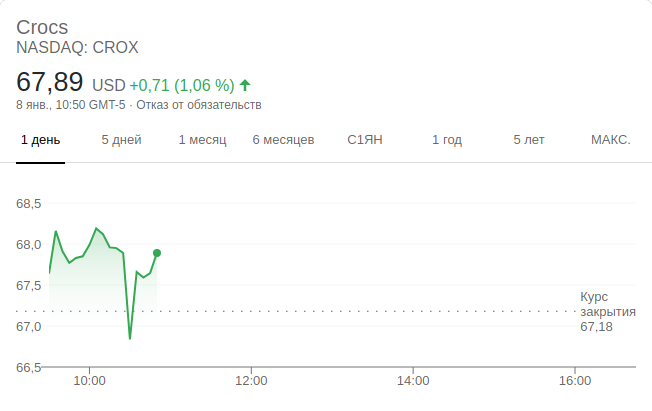 Crocs
NASDAQ: CROX
67,89 USD +0,71 (1,06 %) ↑
8 янв., 10:50 GMT-5 · Отказ от обязательств
1 день 5 дней 1 месяц 6 месяцев С1ЯН 1 год 5 лет МАКС.
68,5
68,0
67,5
Курс
закрытия
67,18
67,0
66,5
10:00 12:00 14:00 16:00